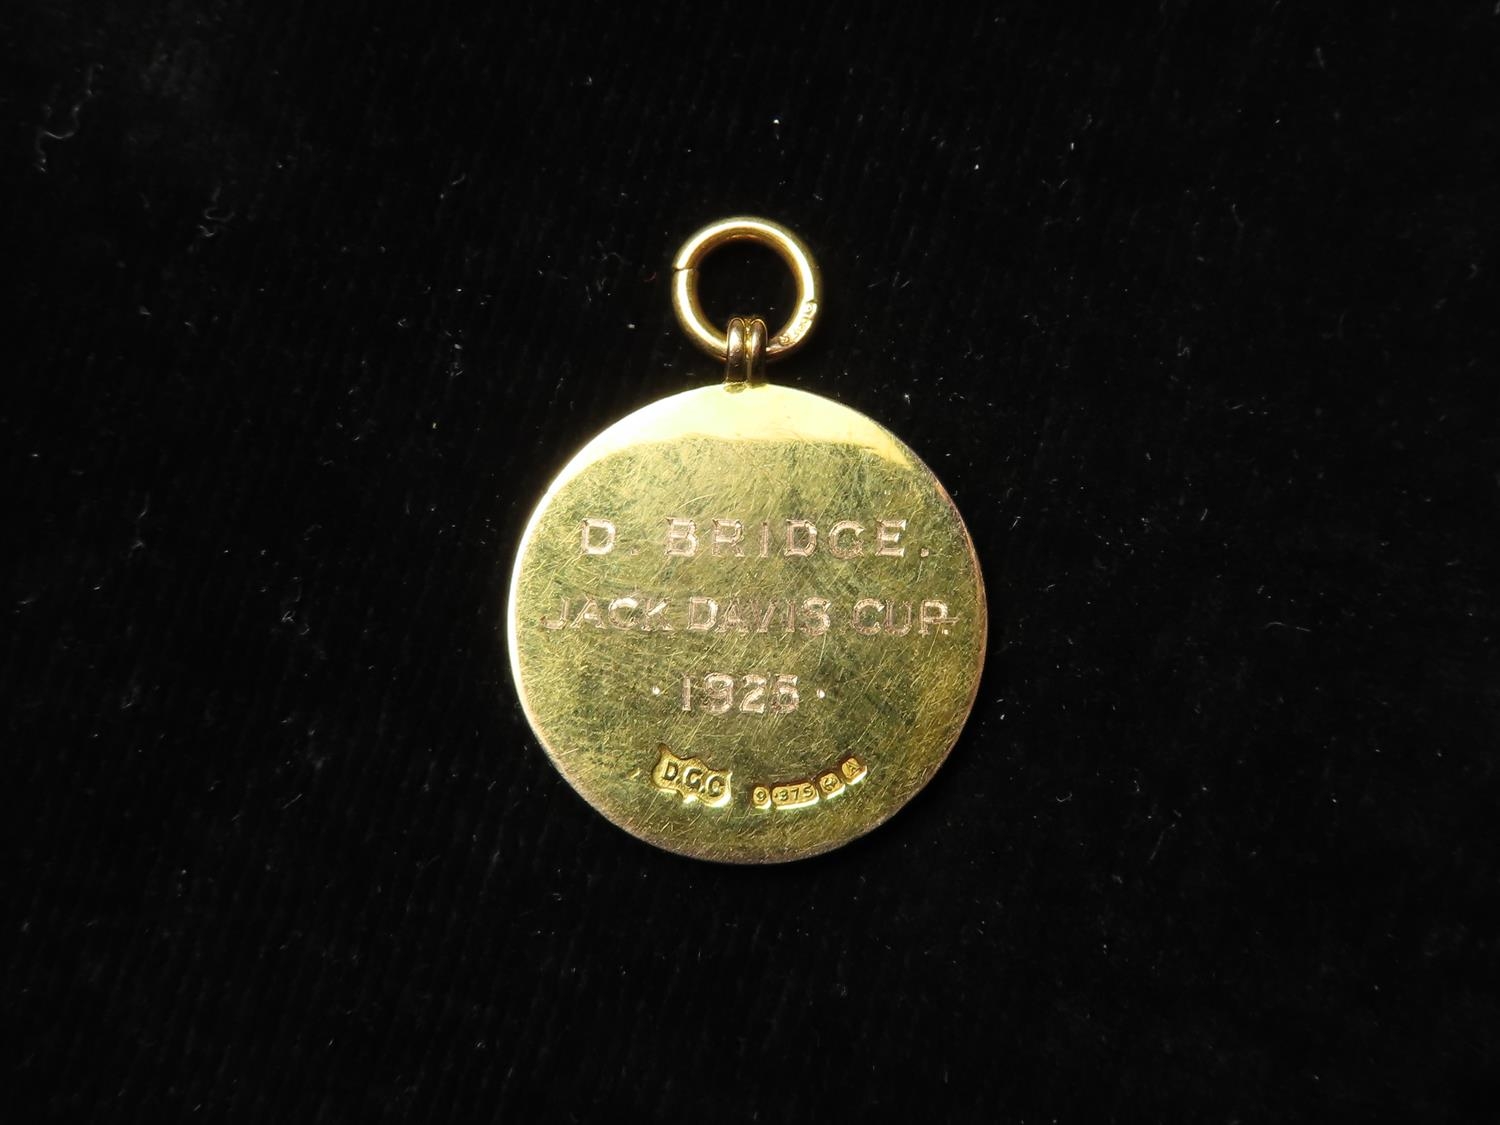 D. BRIDGE.
JACK DAVIS CUP.
· 1925 ·
D.G.C 9 ·375 A